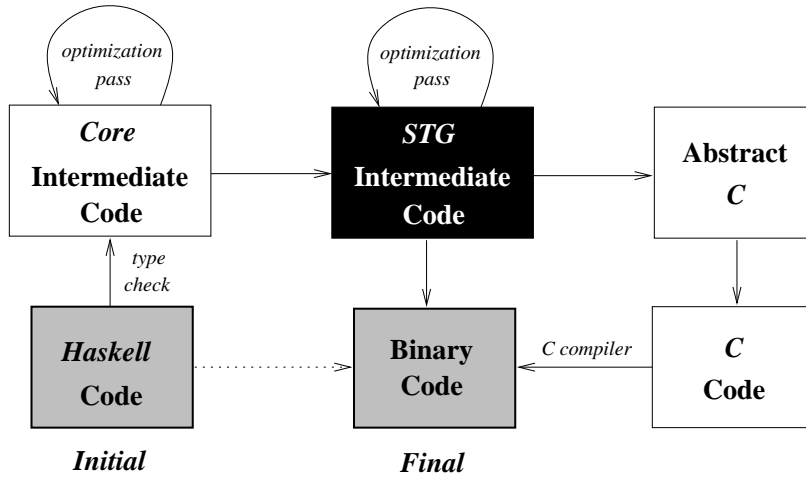 optimization
pass
optimization
pass
Core
Intermediate
Code
STG
Intermediate
Code
Abstract
C
type
check
Haskell
Code
Binary
Code
C compiler
C
Code
Initial
Final